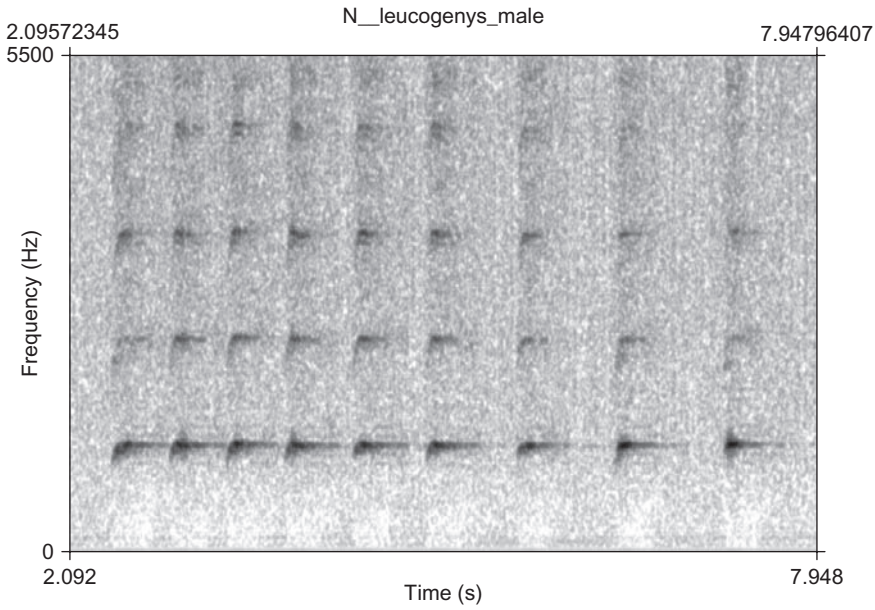 N__leucogenys_male
2.09572345
7.94796407
5500
Frequency (Hz)
0
2.092
7.948
Time (s)